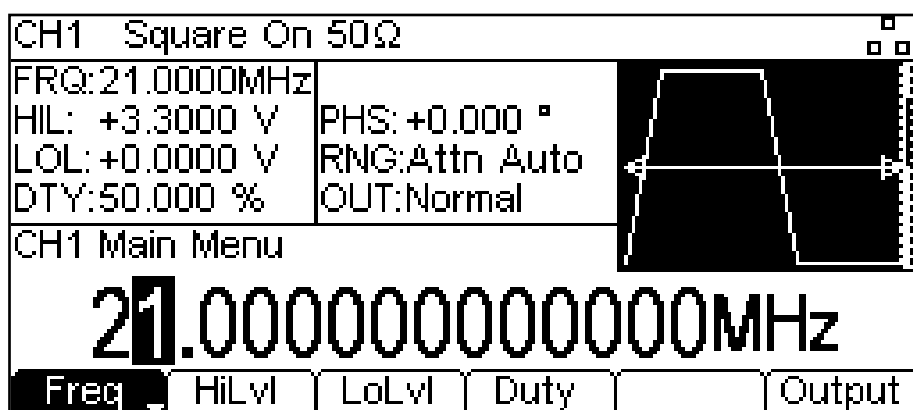 CH1 Square On 50Ω
FRQ:21.0000MHz
HIL: +3.3000 V PHS:+0.000 °
LOL:+0.0000 V RNG:Attn Auto
DTY:50.000 % OUT:Normal
CH1 Main Menu
21.000000000000MHz
Freq HiLvl LoLvl Duty Output